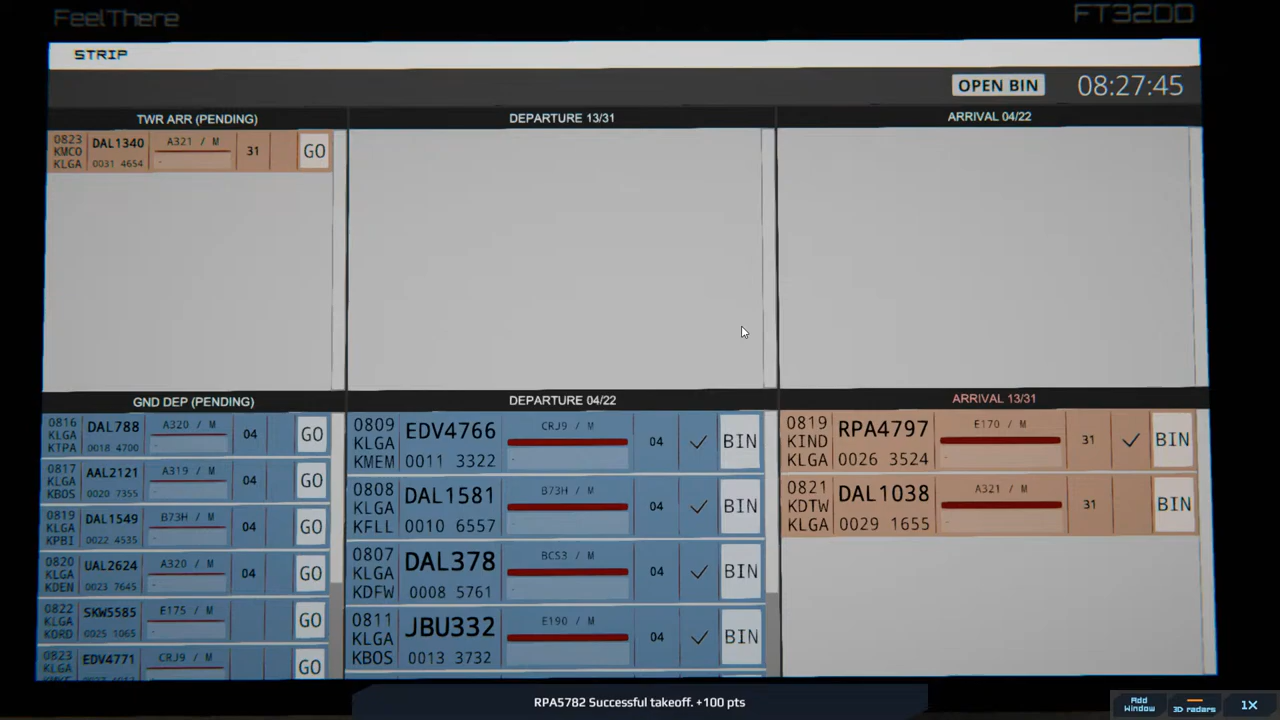 FeelThere
FT32DD
STRIP
OPEN BIN
08:27:45
TWR ARR (PENDING)
0823 DAL1340 A321 / M 31 GO
KMCO
KLGA 0031 4654 -
DEPARTURE 13/31
ARRIVAL 04/22
GND DEP (PENDING)
0816 DAL788 A320 / M 04 GO
KLGA
KTPA 0018 4700 -
0817 AAL2121 A319 / M 04 GO
KLGA
KBOS 0020 7355 -
0819 DAL1549 B73H / M 04 GO
KLGA
KPBI 0022 4535 -
0820 UAL2624 A320 / M 04 GO
KLGA
KDEN 0023 7645 -
0822 SKW5585 E175 / M GO
KLGA
KORD 0025 1065 -
0823 EDV4771 CRJ9 / M GO
KLGA
DEPARTURE 04/22
0809 EDV4766 CRJ9 / M 04 ✓ BIN
KLGA
KMEM 0011 3322 -
0808 DAL1581 B73H / M 04 ✓ BIN
KLGA
KFLL 0010 6557 -
0807 DAL378 BCS3 / M 04 ✓ BIN
KLGA
KDFW 0008 5761 -
0811 JBU332 E190 / M 04 ✓ BIN
KLGA
KBOS 0013 3732 -
ARRIVAL 13/31
0819 RPA4797 E170 / M 31 ✓ BIN
KIND
KLGA 0026 3524 -
0821 DAL1038 A321 / M 31 BIN
KDTW
KLGA 0029 1655 -
RPA5782 Successful takeoff. +100 pts
Add
Window
3D radars
1X